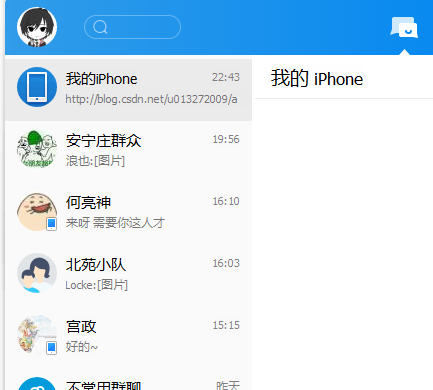 我的iPhone 22:43
http://blog.csdn.net/u013272009/a
我的 iPhone
安宁庄群众 19:56
浪也:[图片]
何亮神 16:10
来呀 需要你这人才
北苑小队 16:03
Locke:[图片]
宫政 15:15
好的~
不常用群聊 昨天